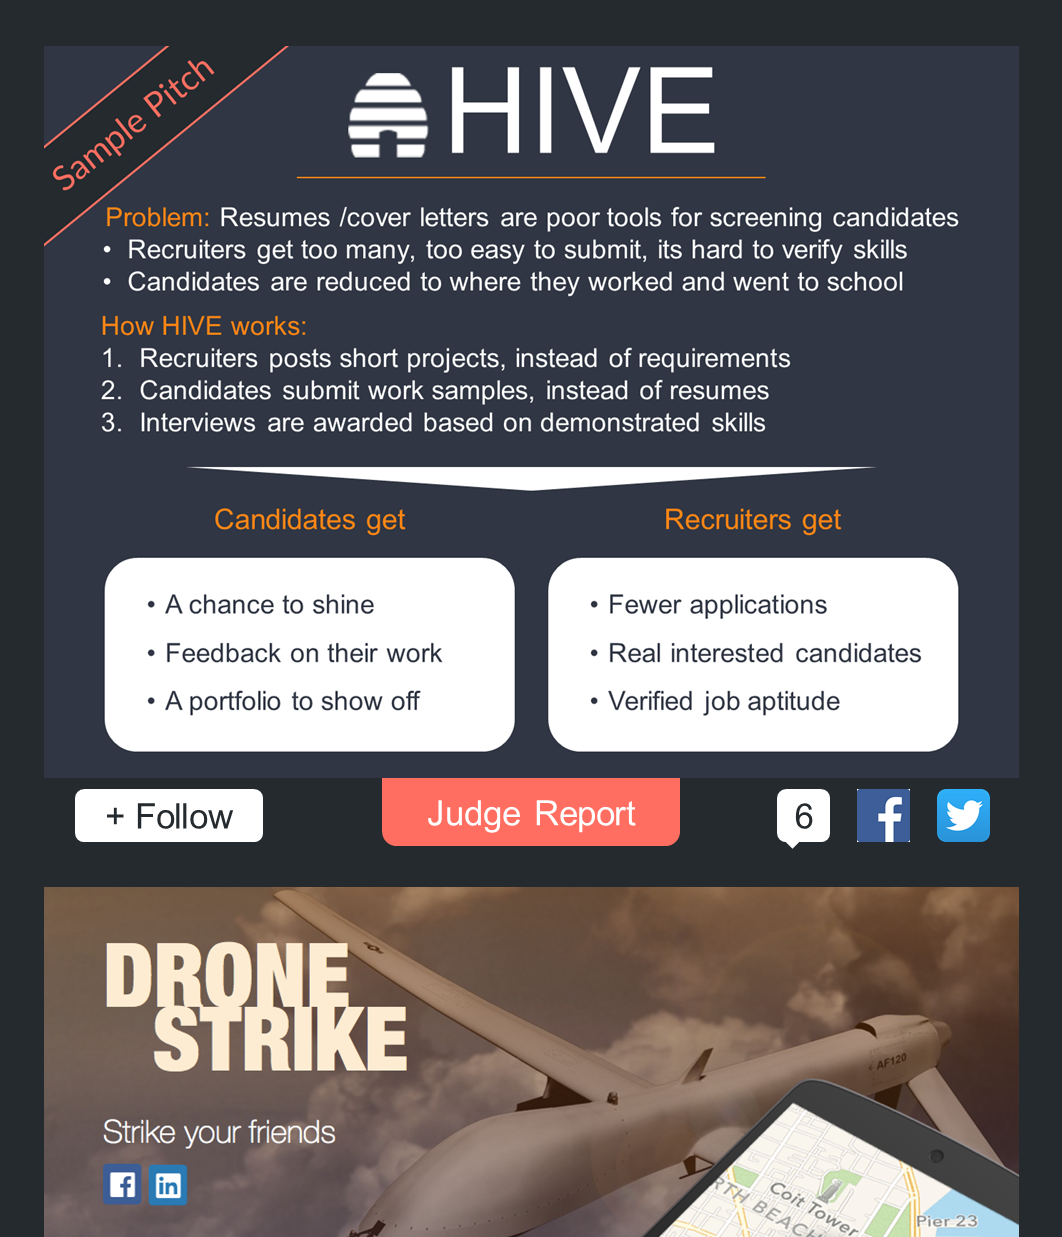 Sample Pitch
HIVE
Problem: Resumes /cover letters are poor tools for screening candidates
• Recruiters get too many, too easy to submit, its hard to verify skills
• Candidates are reduced to where they worked and went to school
How HIVE works:
1. Recruiters posts short projects, instead of requirements
2. Candidates submit work samples, instead of resumes
3. Interviews are awarded based on demonstrated skills
Candidates get
• A chance to shine
• Feedback on their work
• A portfolio to show off
Recruiters get
• Fewer applications
• Real interested candidates
• Verified job aptitude
+ Follow
Judge Report
6
DRONE
STRIKE
AF120
Strike your friends
in
Coit Tower
RTH BEACH
Pier 23